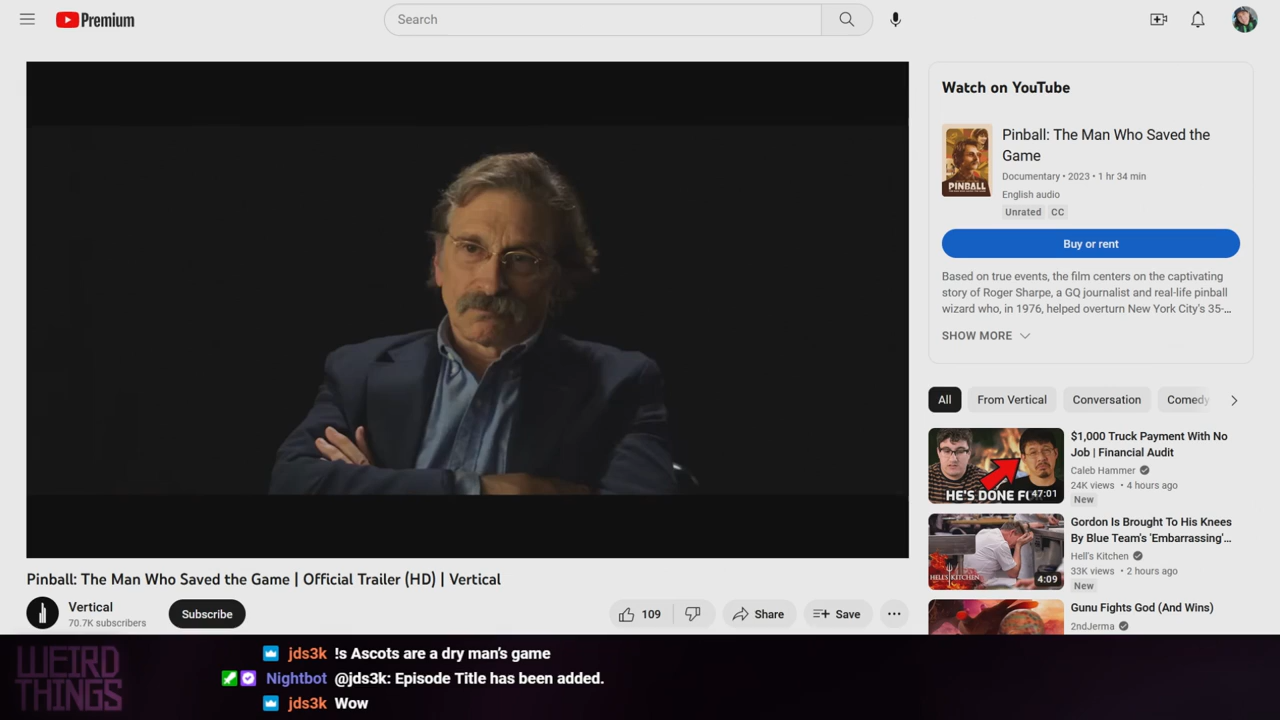 Premium
Search
Watch on YouTube
Pinball: The Man Who Saved the
Game
Documentary • 2023 • 1 hr 34 min
English audio
Unrated CC
PINBALL
Buy or rent
Based on true events, the film centers on the captivating
story of Roger Sharpe, a GQ journalist and real-life pinball
wizard who, in 1976, helped overturn New York City's 35-...
SHOW MORE
All From Vertical Conversation Comedy
$1,000 Truck Payment With No
Job | Financial Audit
Caleb Hammer
24K views • 4 hours ago
New
HE'S DONE F
47:01
Gordon Is Brought To His Knees
By Blue Team's 'Embarrassing'...
Hell's Kitchen
33K views • 2 hours ago
New
HELL'S KITCHEN
4:09
Gunu Fights God (And Wins)
2ndJerma
Pinball: The Man Who Saved the Game | Official Trailer (HD) | Vertical
Vertical
70.7K subscribers
Subscribe
109
Share
Save
WEIRD
THINGS
jds3k !s Ascots are a dry man's game
Nightbot @jds3k: Episode Title has been added.
jds3k Wow